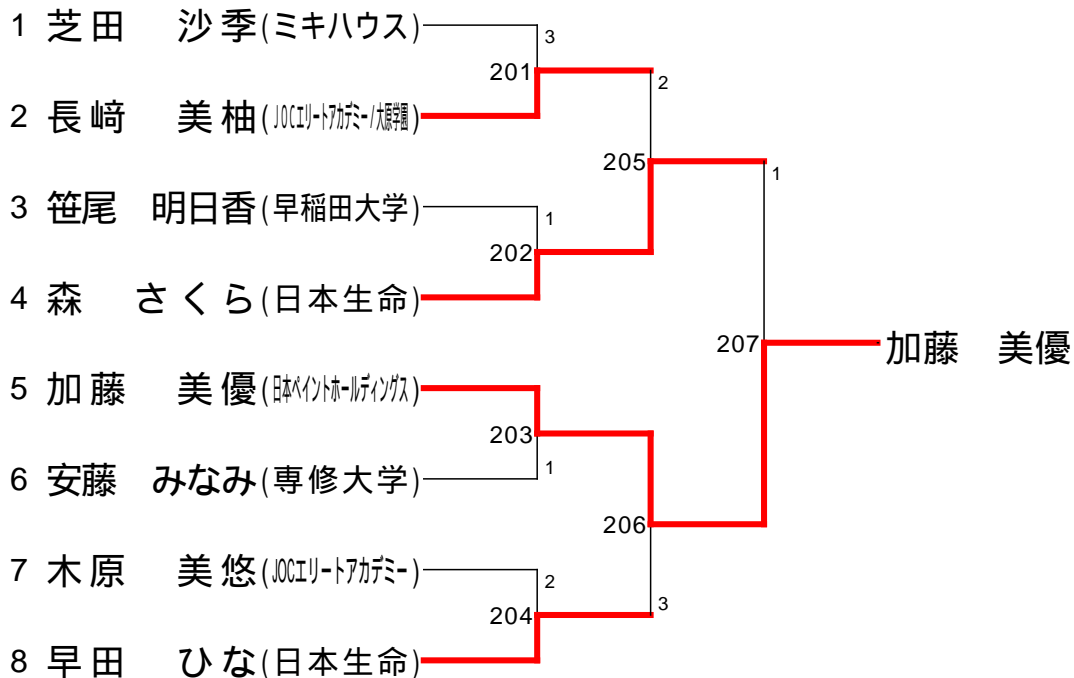 1 芝田　沙季(ミキハウス)
3
201
2
2 長﨑　美柚(JOCエリートアカデミー/大原学園)
205
1
3 笹尾　明日香(早稲田大学)
1
202
4 森　さくら(日本生命)
207
加藤　美優
5 加藤　美優(日本ペイントホールディングス)
203
1
6 安藤　みなみ(専修大学)
206
7 木原　美悠(JOCエリートアカデミー)
2
3
204
8 早田　ひな(日本生命)